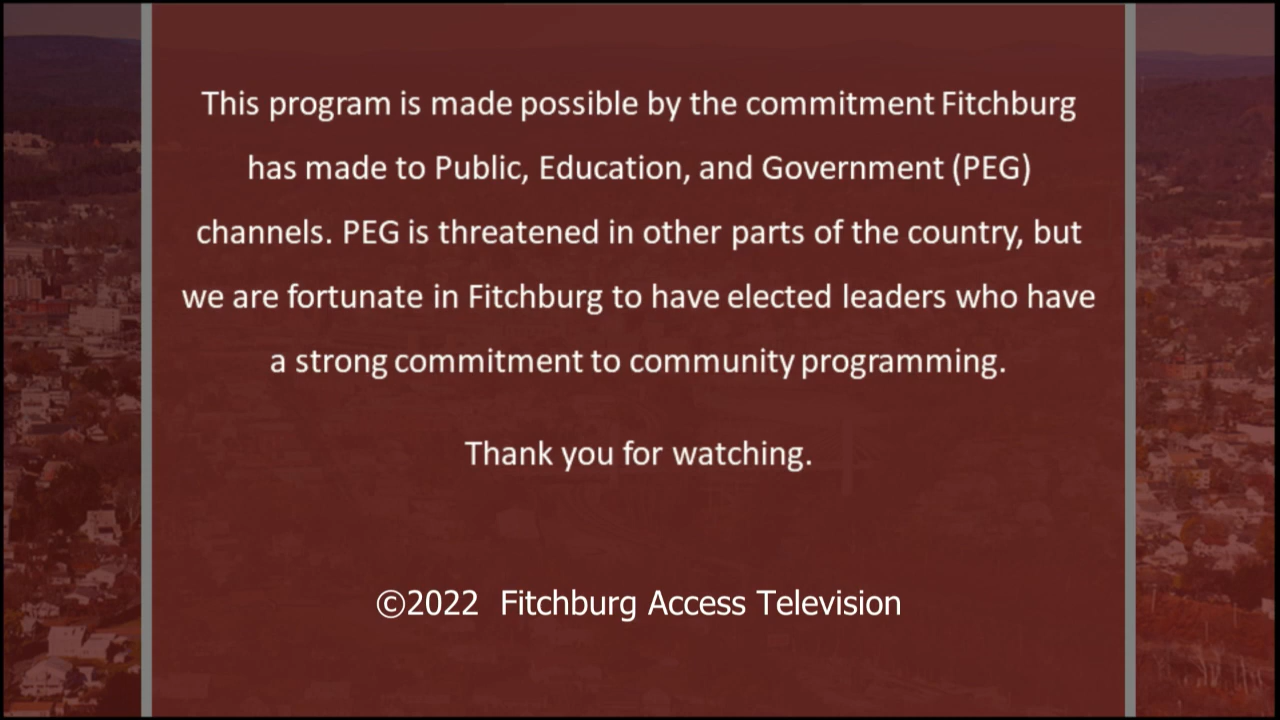 This program is made possible by the commitment Fitchburg
has made to Public, Education, and Government (PEG)
channels. PEG is threatened in other parts of the country, but
we are fortunate in Fitchburg to have elected leaders who have
a strong commitment to community programming.
Thank you for watching.
©2022 Fitchburg Access Television